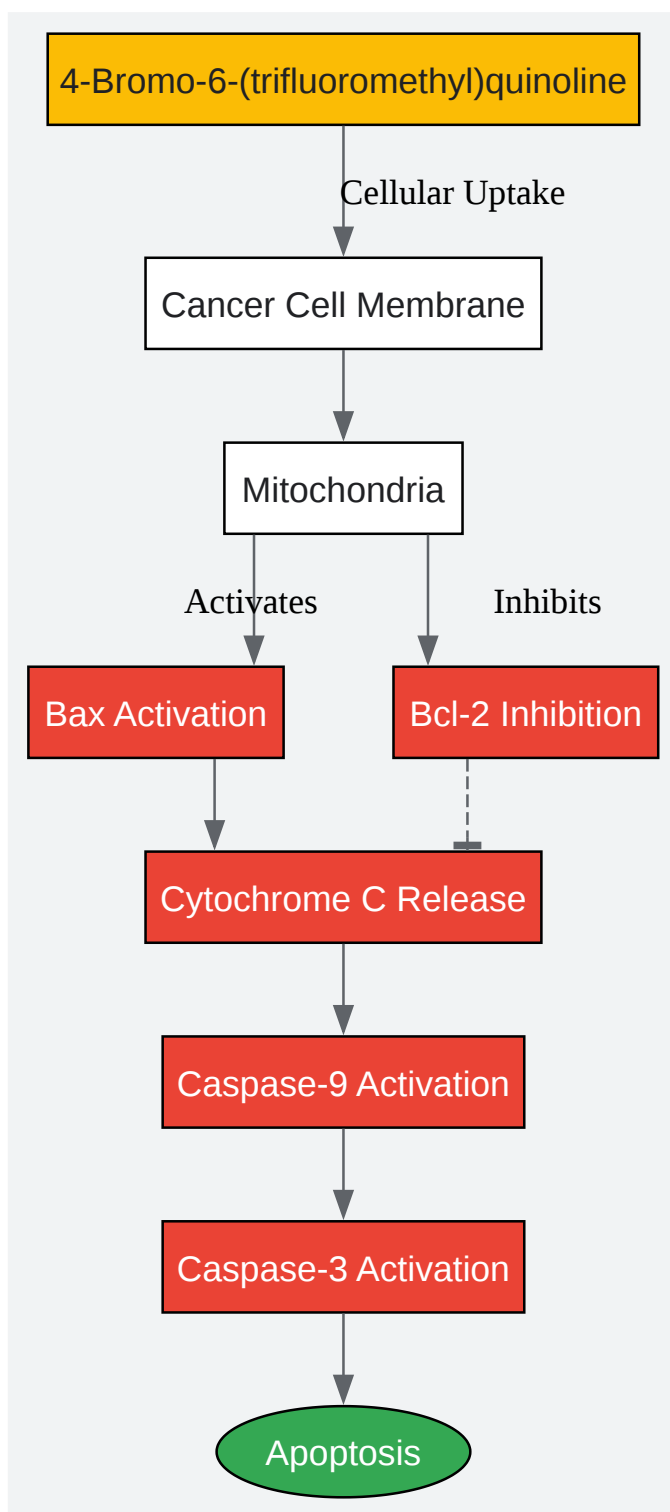 4-Bromo-6-(trifluoromethyl)quinoline
Cellular Uptake
Cancer Cell Membrane
Mitochondria
Activates
Inhibits
Bax Activation
Bcl-2 Inhibition
Cytochrome C Release
Caspase-9 Activation
Caspase-3 Activation
Apoptosis